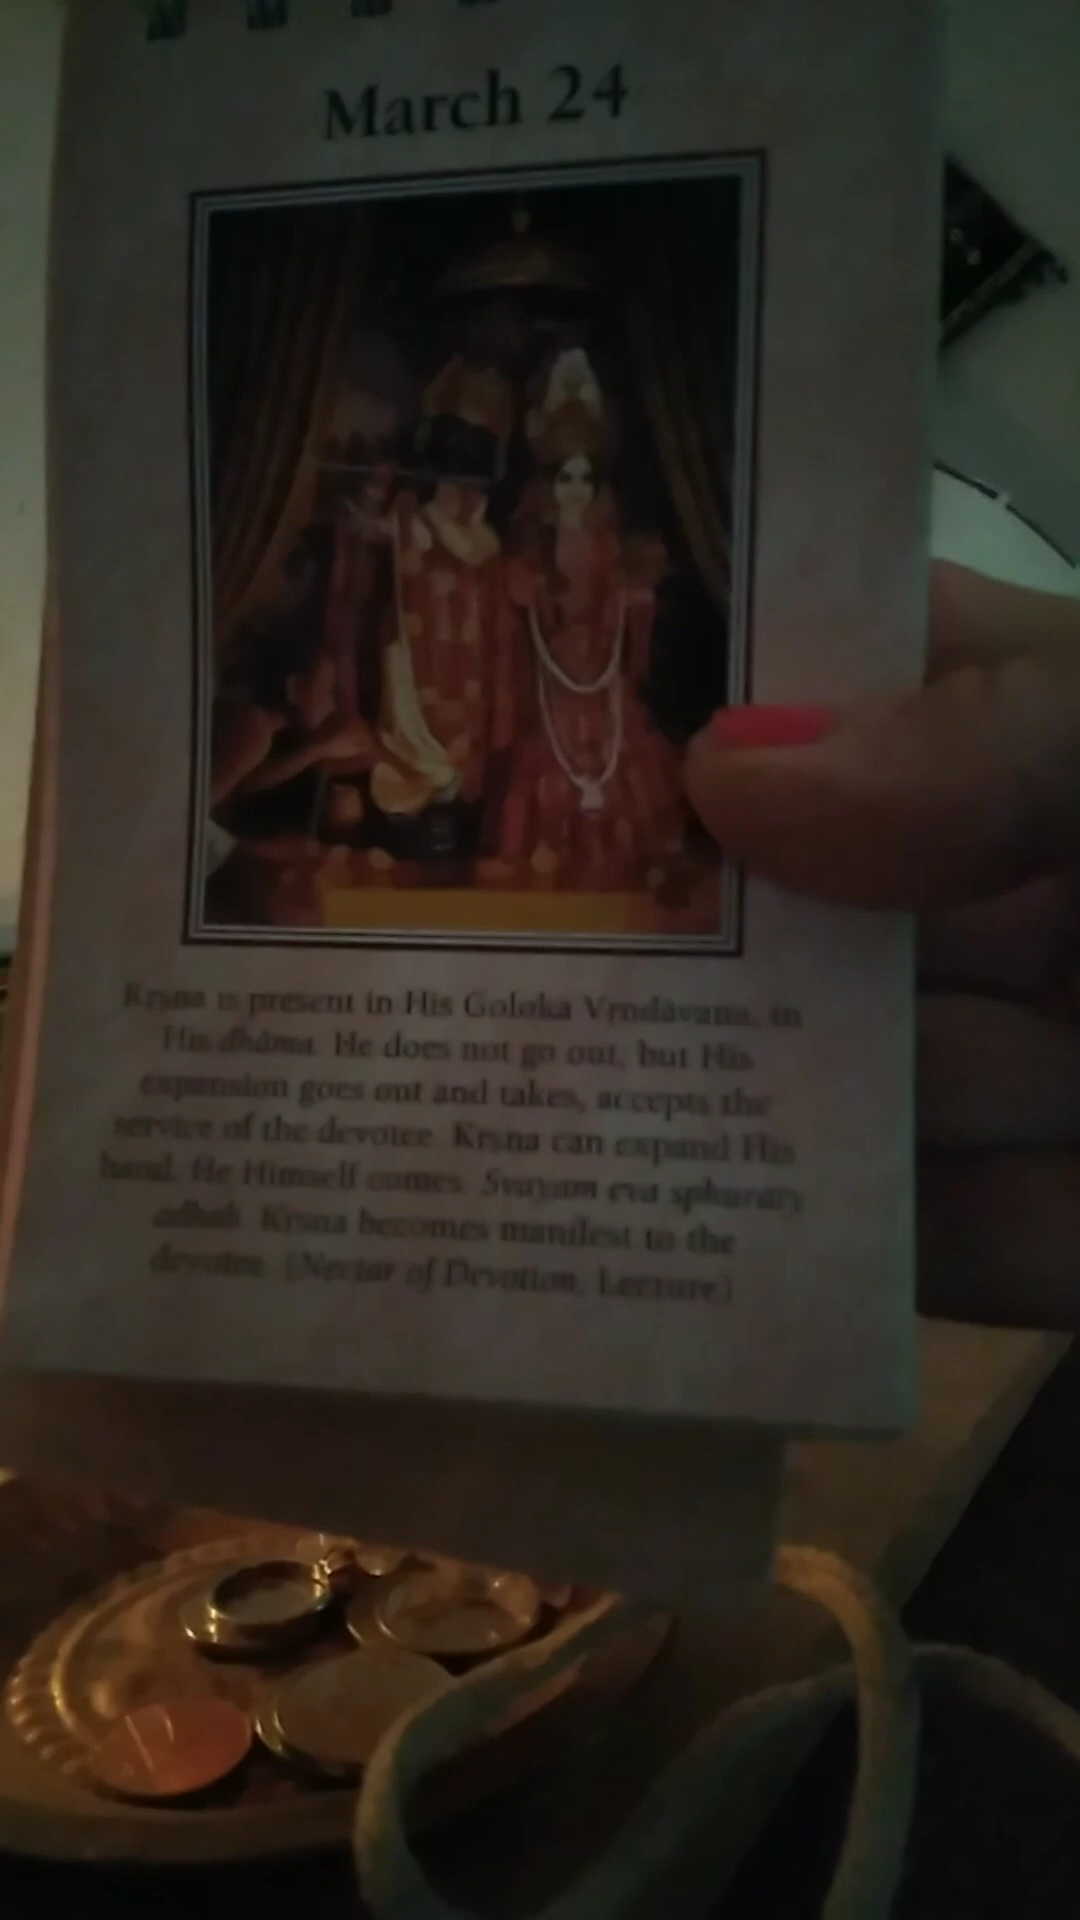 March 24
Kṛṣṇa is present in His Goloka Vṛndāvana, in
His dhāma. He does not go out, but His
expansion goes out and takes, accepts the
service of the devotee. Kṛṣṇa can expand His
hand. He Himself comes. Svayam eva sphuraty
adhaḥ. Kṛṣṇa becomes manifest to the
devotee. (Nectar of Devotion, Lecture)